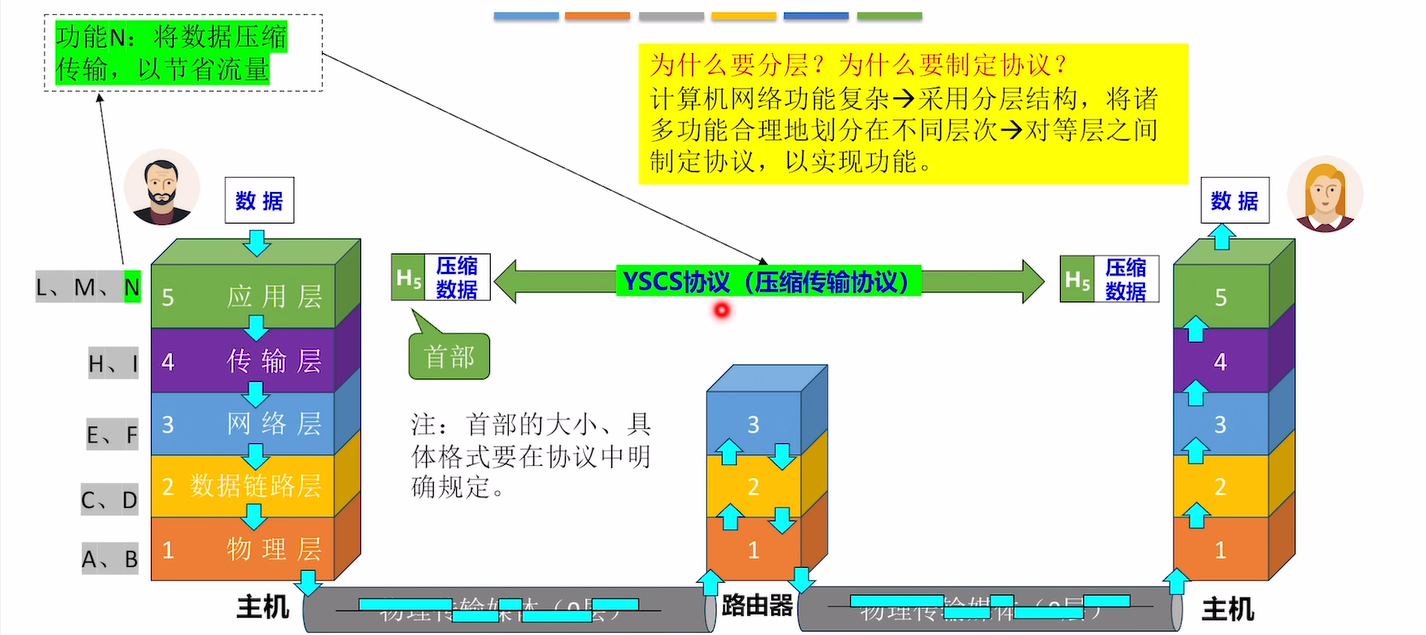 功能N：将数据压缩
传输，以节省流量
为什么要分层？为什么要制定协议？
计算机网络功能复杂→采用分层结构，将诸
多功能合理地划分在不同层次→对等层之间
制定协议，以实现功能。
数 据
数 据
L、M、N
5 应 用 层
H5
压缩
数据
YSCS协议（压缩传输协议）
H5
压缩
数据
5
首部
H、I
4 传 输 层
4
注：首部的大小、具
体格式要在协议中明
确规定。
E、F
3 网 络 层
3
3
C、D
2 数据链路层
2
2
A、B
1 物 理 层
1
1
主机
物理传输媒体（0层）
路由器
物理传输媒体（0层）
主机